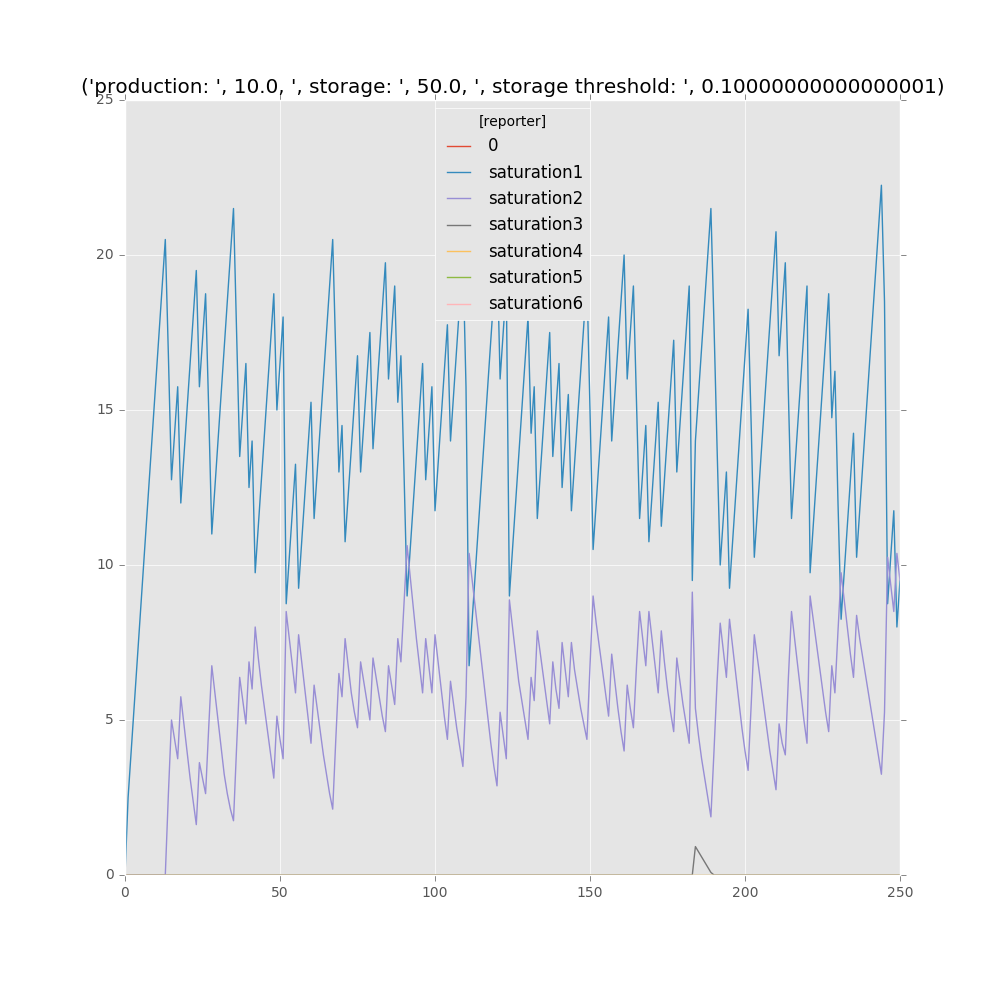 ('production: ', 10.0, ', storage: ', 50.0, ', storage threshold: ', 0.10000000000000001)
25
[reporter]
0
saturation1
saturation2
saturation3
saturation4
saturation5
saturation6
20
15
10
5
0
0 50 100 150 200 250